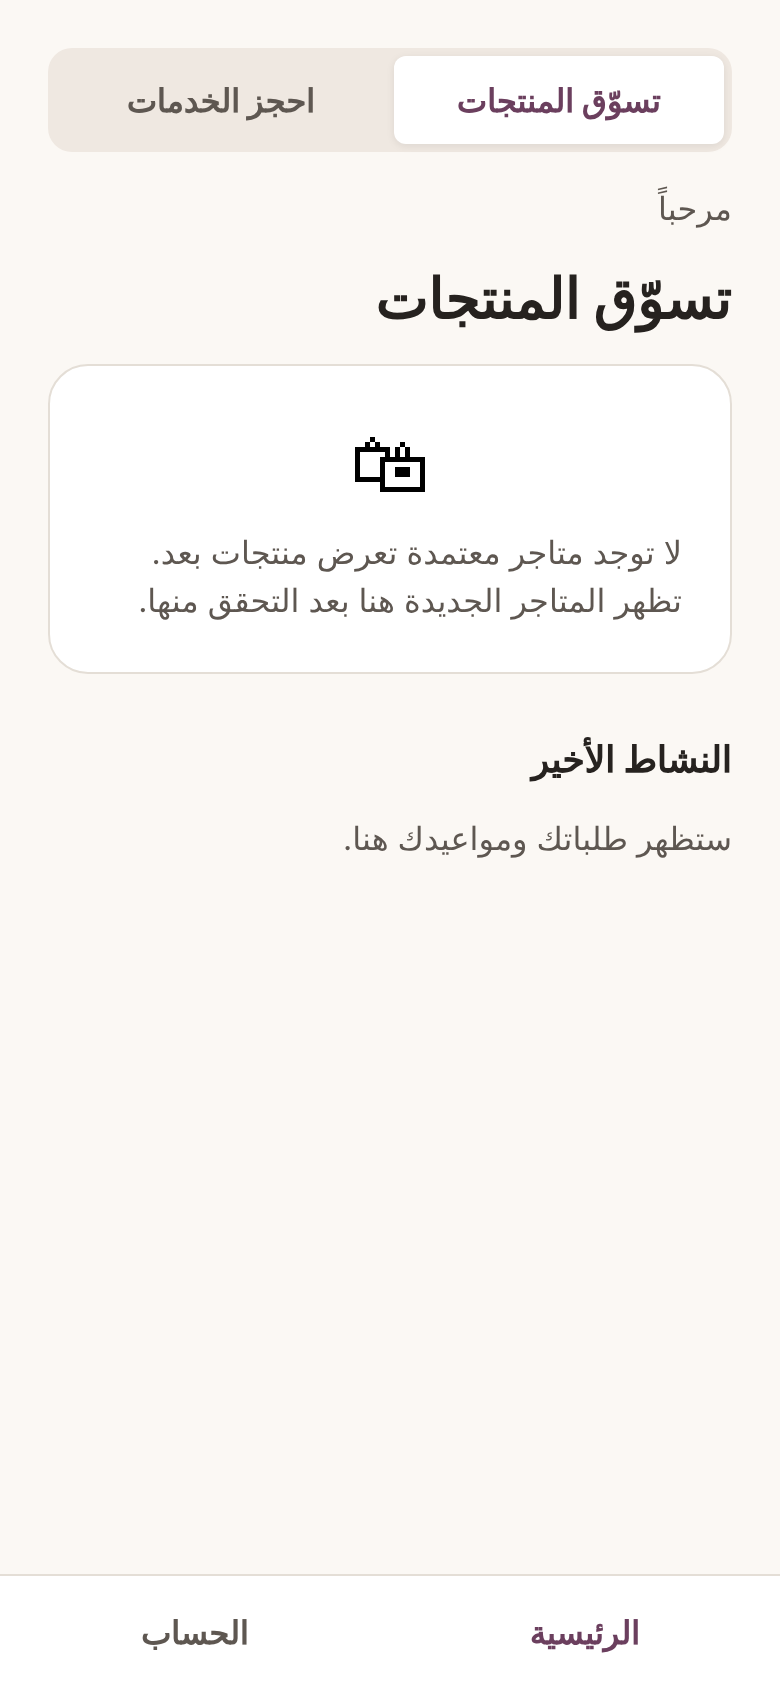 تسوّق المنتجات
احجز الخدمات
مرحباً
تسوّق المنتجات
لا توجد متاجر معتمدة تعرض منتجات بعد.
تظهر المتاجر الجديدة هنا بعد التحقق منها.
النشاط الأخير
ستظهر طلباتك ومواعيدك هنا.
الرئيسية
الحساب